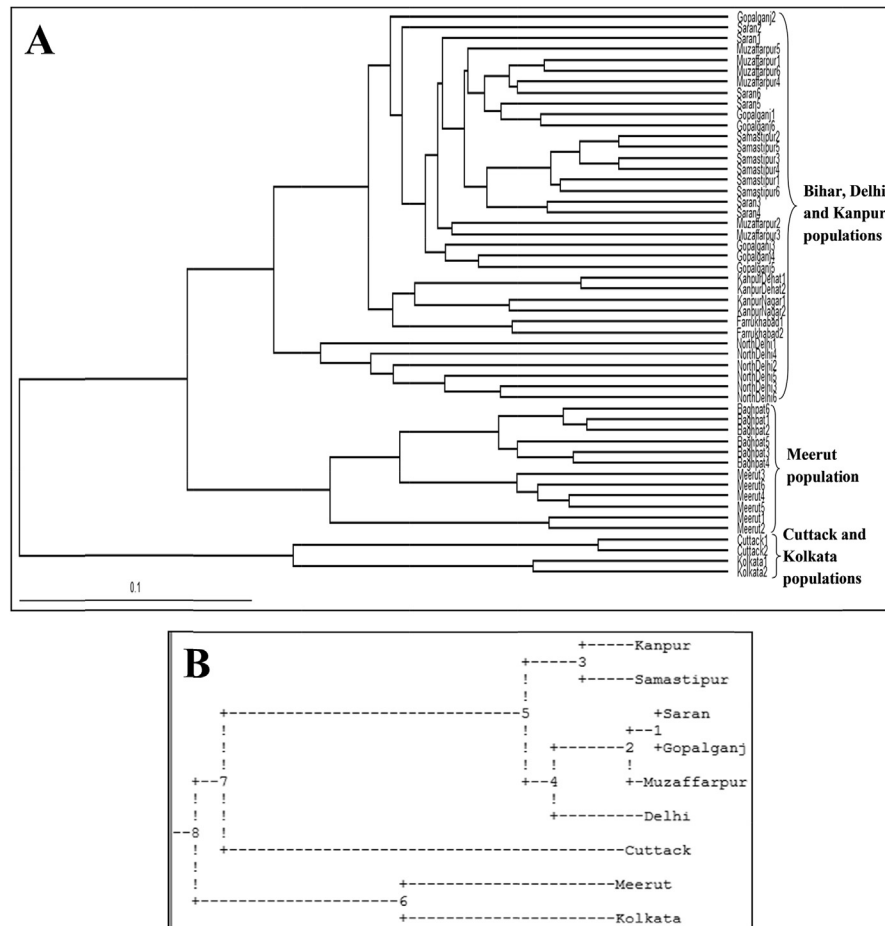 A
Gopalganj2
Saran2
Saran1
Muzaffarpur5
Muzaffarpur1
Muzaffarpur6
Muzaffarpur4
Saran6
Saran5
Gopalganj1
Gopalganj6
Samastipur2
Samastipur5
Samastipur3
Samastipur4
Samastipur1
Samastipur6
Saran3
Saran4
Muzaffarpur2
Muzaffarpur3
Gopalganj3
Gopalganj4
Gopalganj5
KanpurDehat1
KanpurDehat2
KanpurNagar1
KanpurNagar2
Farrukhabad1
Farrukhabad2
NorthDelhi1
NorthDelhi4
NorthDelhi2
NorthDelhi5
NorthDelhi3
NorthDelhi6
Baghpat6
Baghpat1
Baghpat2
Baghpat5
Baghpat3
Baghpat4
Meerut3
Meerut6
Meerut4
Meerut5
Meerut1
Meerut2
Cuttack1
Cuttack2
Kolkata1
Kolkata2
Bihar, Delhi
and Kanpur
populations
Meerut
population
Cuttack and
Kolkata
populations
0.1
B
+-----Kanpur
+-----3
! +-----Samastipur
5
+Saran
+--1
2 +Gopalganj
+-Muzaffarpur
+--4
+---------Delhi
+--7
--8
Cuttack
Meerut
6
Kolkata